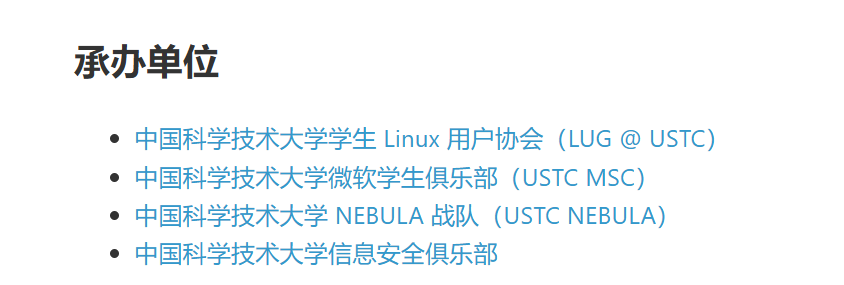 承办单位
中国科学技术大学学生 Linux 用户协会（LUG @ USTC）
中国科学技术大学微软学生俱乐部（USTC MSC）
中国科学技术大学 NEBULA 战队（USTC NEBULA）
中国科学技术大学信息安全俱乐部